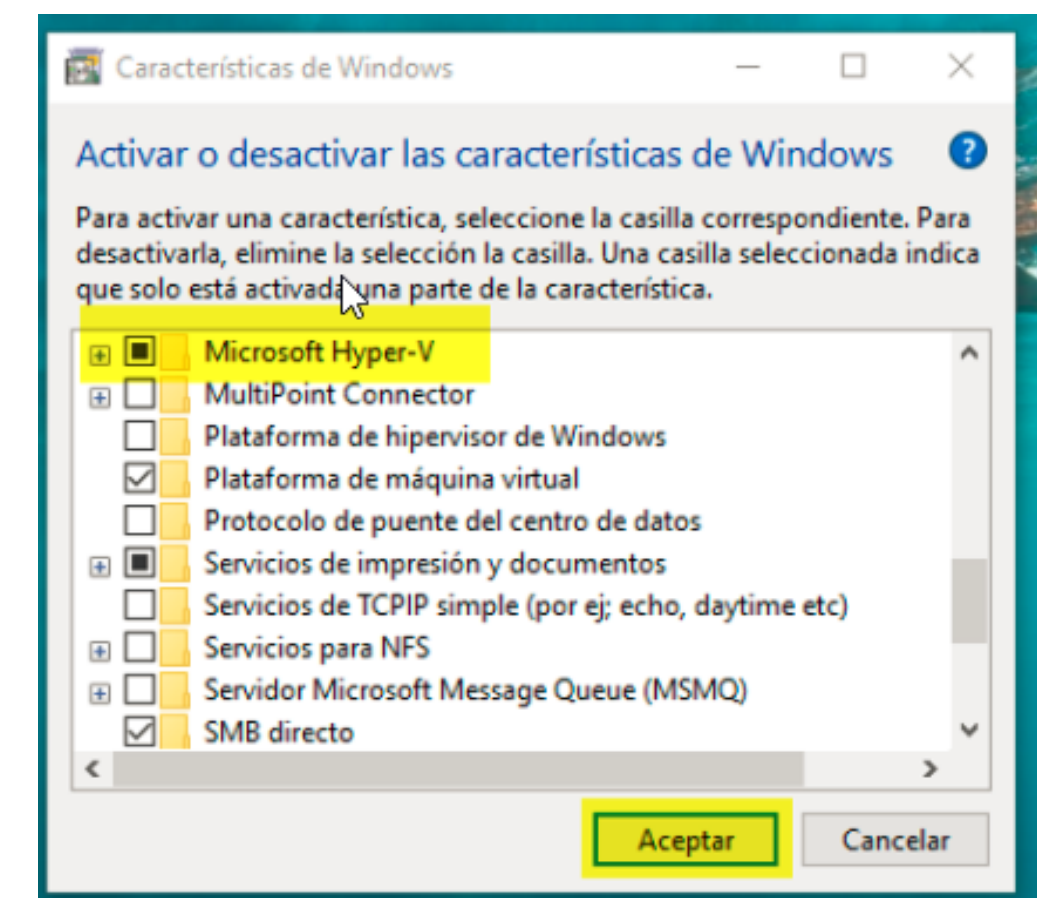 Características de Windows
Activar o desactivar las características de Windows
Para activar una característica, seleccione la casilla correspondiente. Para
desactivarla, elimine la selección la casilla. Una casilla seleccionada indica
que solo está activada una parte de la característica.
Microsoft Hyper-V
MultiPoint Connector
Plataforma de hipervisor de Windows
Plataforma de máquina virtual
Protocolo de puente del centro de datos
Servicios de impresión y documentos
Servicios de TCPIP simple (por ej; echo, daytime etc)
Servicios para NFS
Servidor Microsoft Message Queue (MSMQ)
SMB directo
Aceptar Cancelar